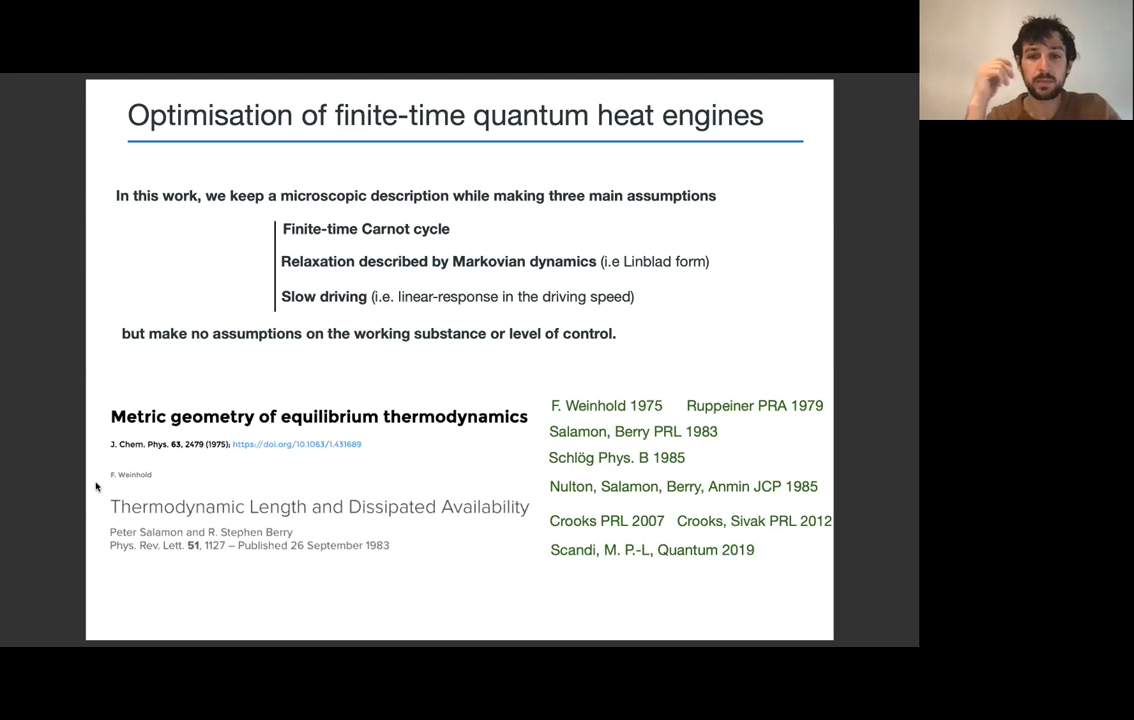 Optimisation of finite-time quantum heat engines
In this work, we keep a microscopic description while making three main assumptions
Finite-time Carnot cycle
Relaxation described by Markovian dynamics (i.e Linblad form)
Slow driving (i.e. linear-response in the driving speed)
but make no assumptions on the working substance or level of control.
Metric geometry of equilibrium thermodynamics
J. Chem. Phys. 63, 2479 (1975); https://doi.org/10.1063/1.431689
F. Weinhold
Thermodynamic Length and Dissipated Availability
Peter Salamon and R. Stephen Berry
Phys. Rev. Lett. 51, 1127 – Published 26 September 1983
F. Weinhold 1975 Ruppeiner PRA 1979
Salamon, Berry PRL 1983
Schlög Phys. B 1985
Nulton, Salamon, Berry, Anmin JCP 1985
Crooks PRL 2007 Crooks, Sivak PRL 2012
Scandi, M. P.-L, Quantum 2019